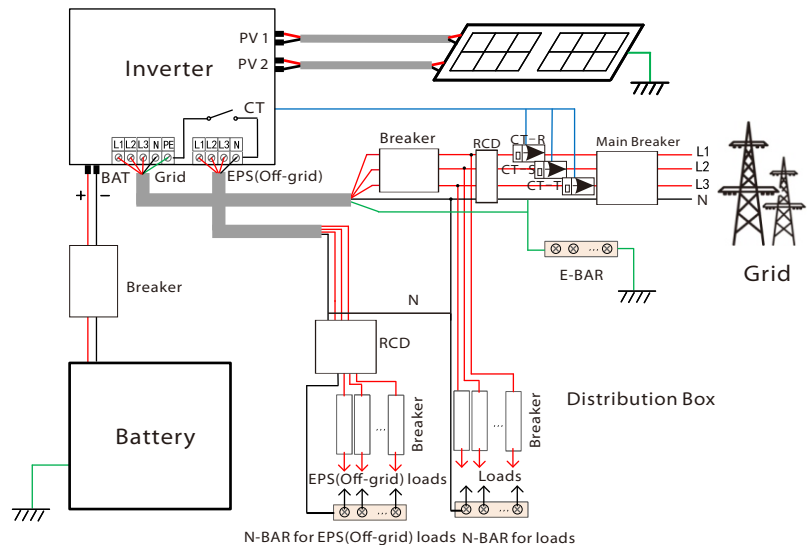 PV 1
Inverter
PV 2
CT
L1 L2 L3 N PE
L1 L2 L3 N
BAT
Grid
EPS(Off-grid)
+
−
Breaker
RCD
CT-R
CT-S
CT-T
Main Breaker
L1
L2
L3
N
Grid
...
E-BAR
Breaker
N
RCD
Battery
...
Breaker
...
Breaker
Distribution Box
EPS(Off-grid) loads
Loads
...
...
N-BAR for EPS(Off-grid) loads
N-BAR for loads